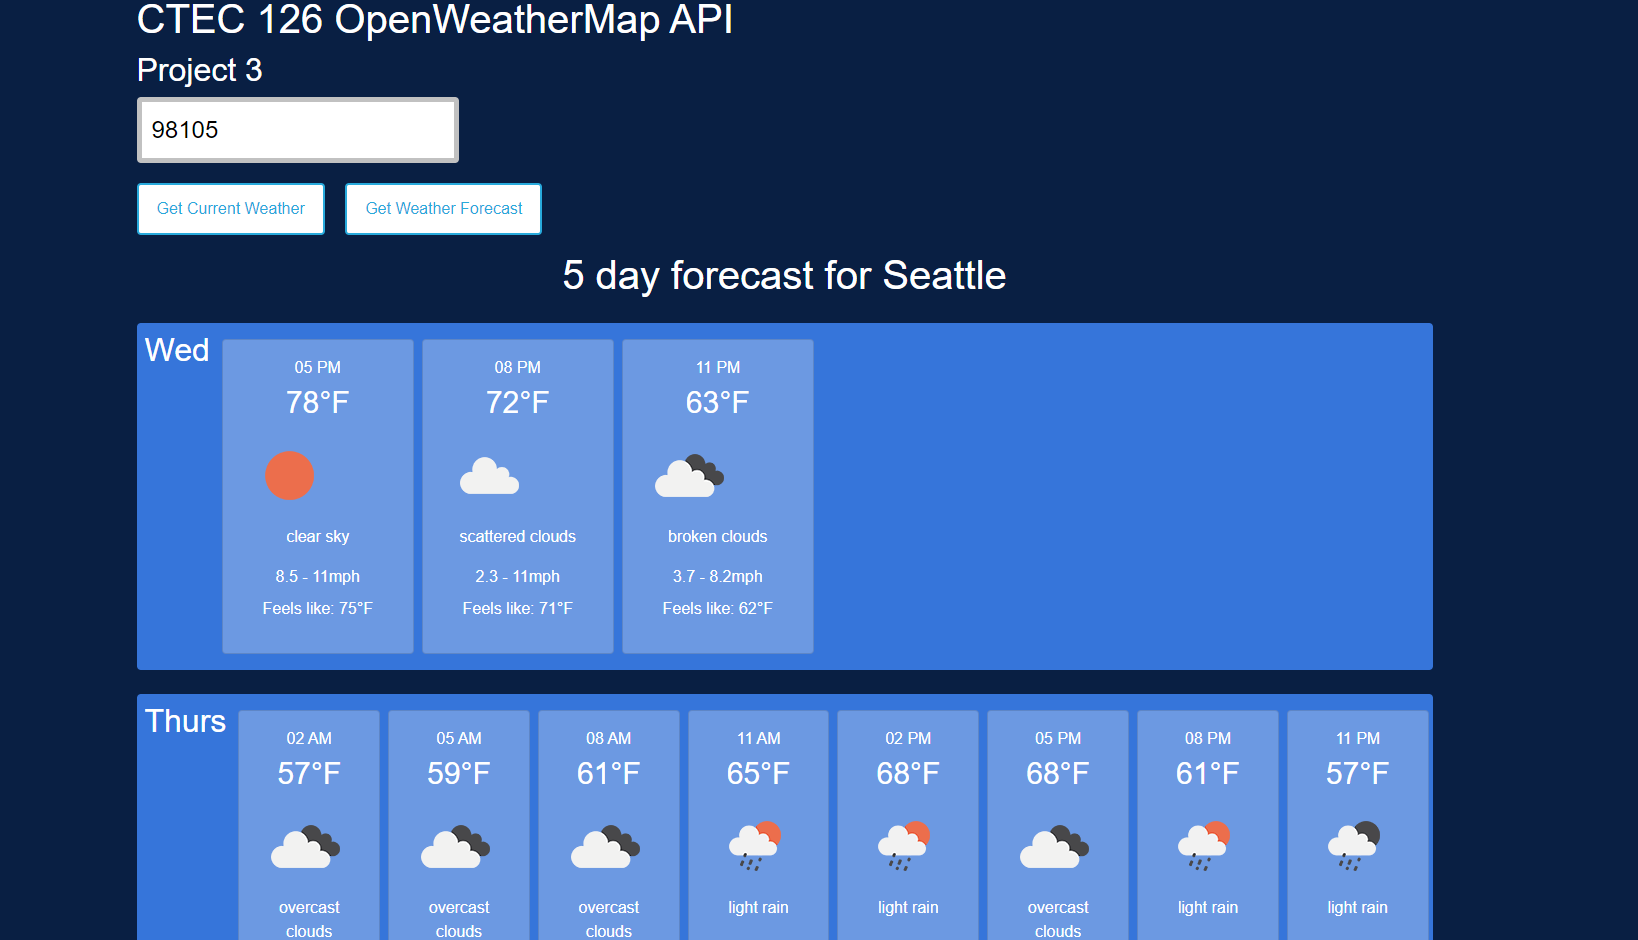 CTEC 126 OpenWeatherMap API
Project 3
98105
Get Current Weather Get Weather Forecast
5 day forecast for Seattle
Wed
05 PM
78°F
clear sky
8.5 - 11mph
Feels like: 75°F
08 PM
72°F
scattered clouds
2.3 - 11mph
Feels like: 71°F
11 PM
63°F
broken clouds
3.7 - 8.2mph
Feels like: 62°F
Thurs
02 AM
57°F
overcast
clouds
05 AM
59°F
overcast
clouds
08 AM
61°F
overcast
clouds
11 AM
65°F
light rain
02 PM
68°F
light rain
05 PM
68°F
overcast
clouds
08 PM
61°F
light rain
11 PM
57°F
light rain